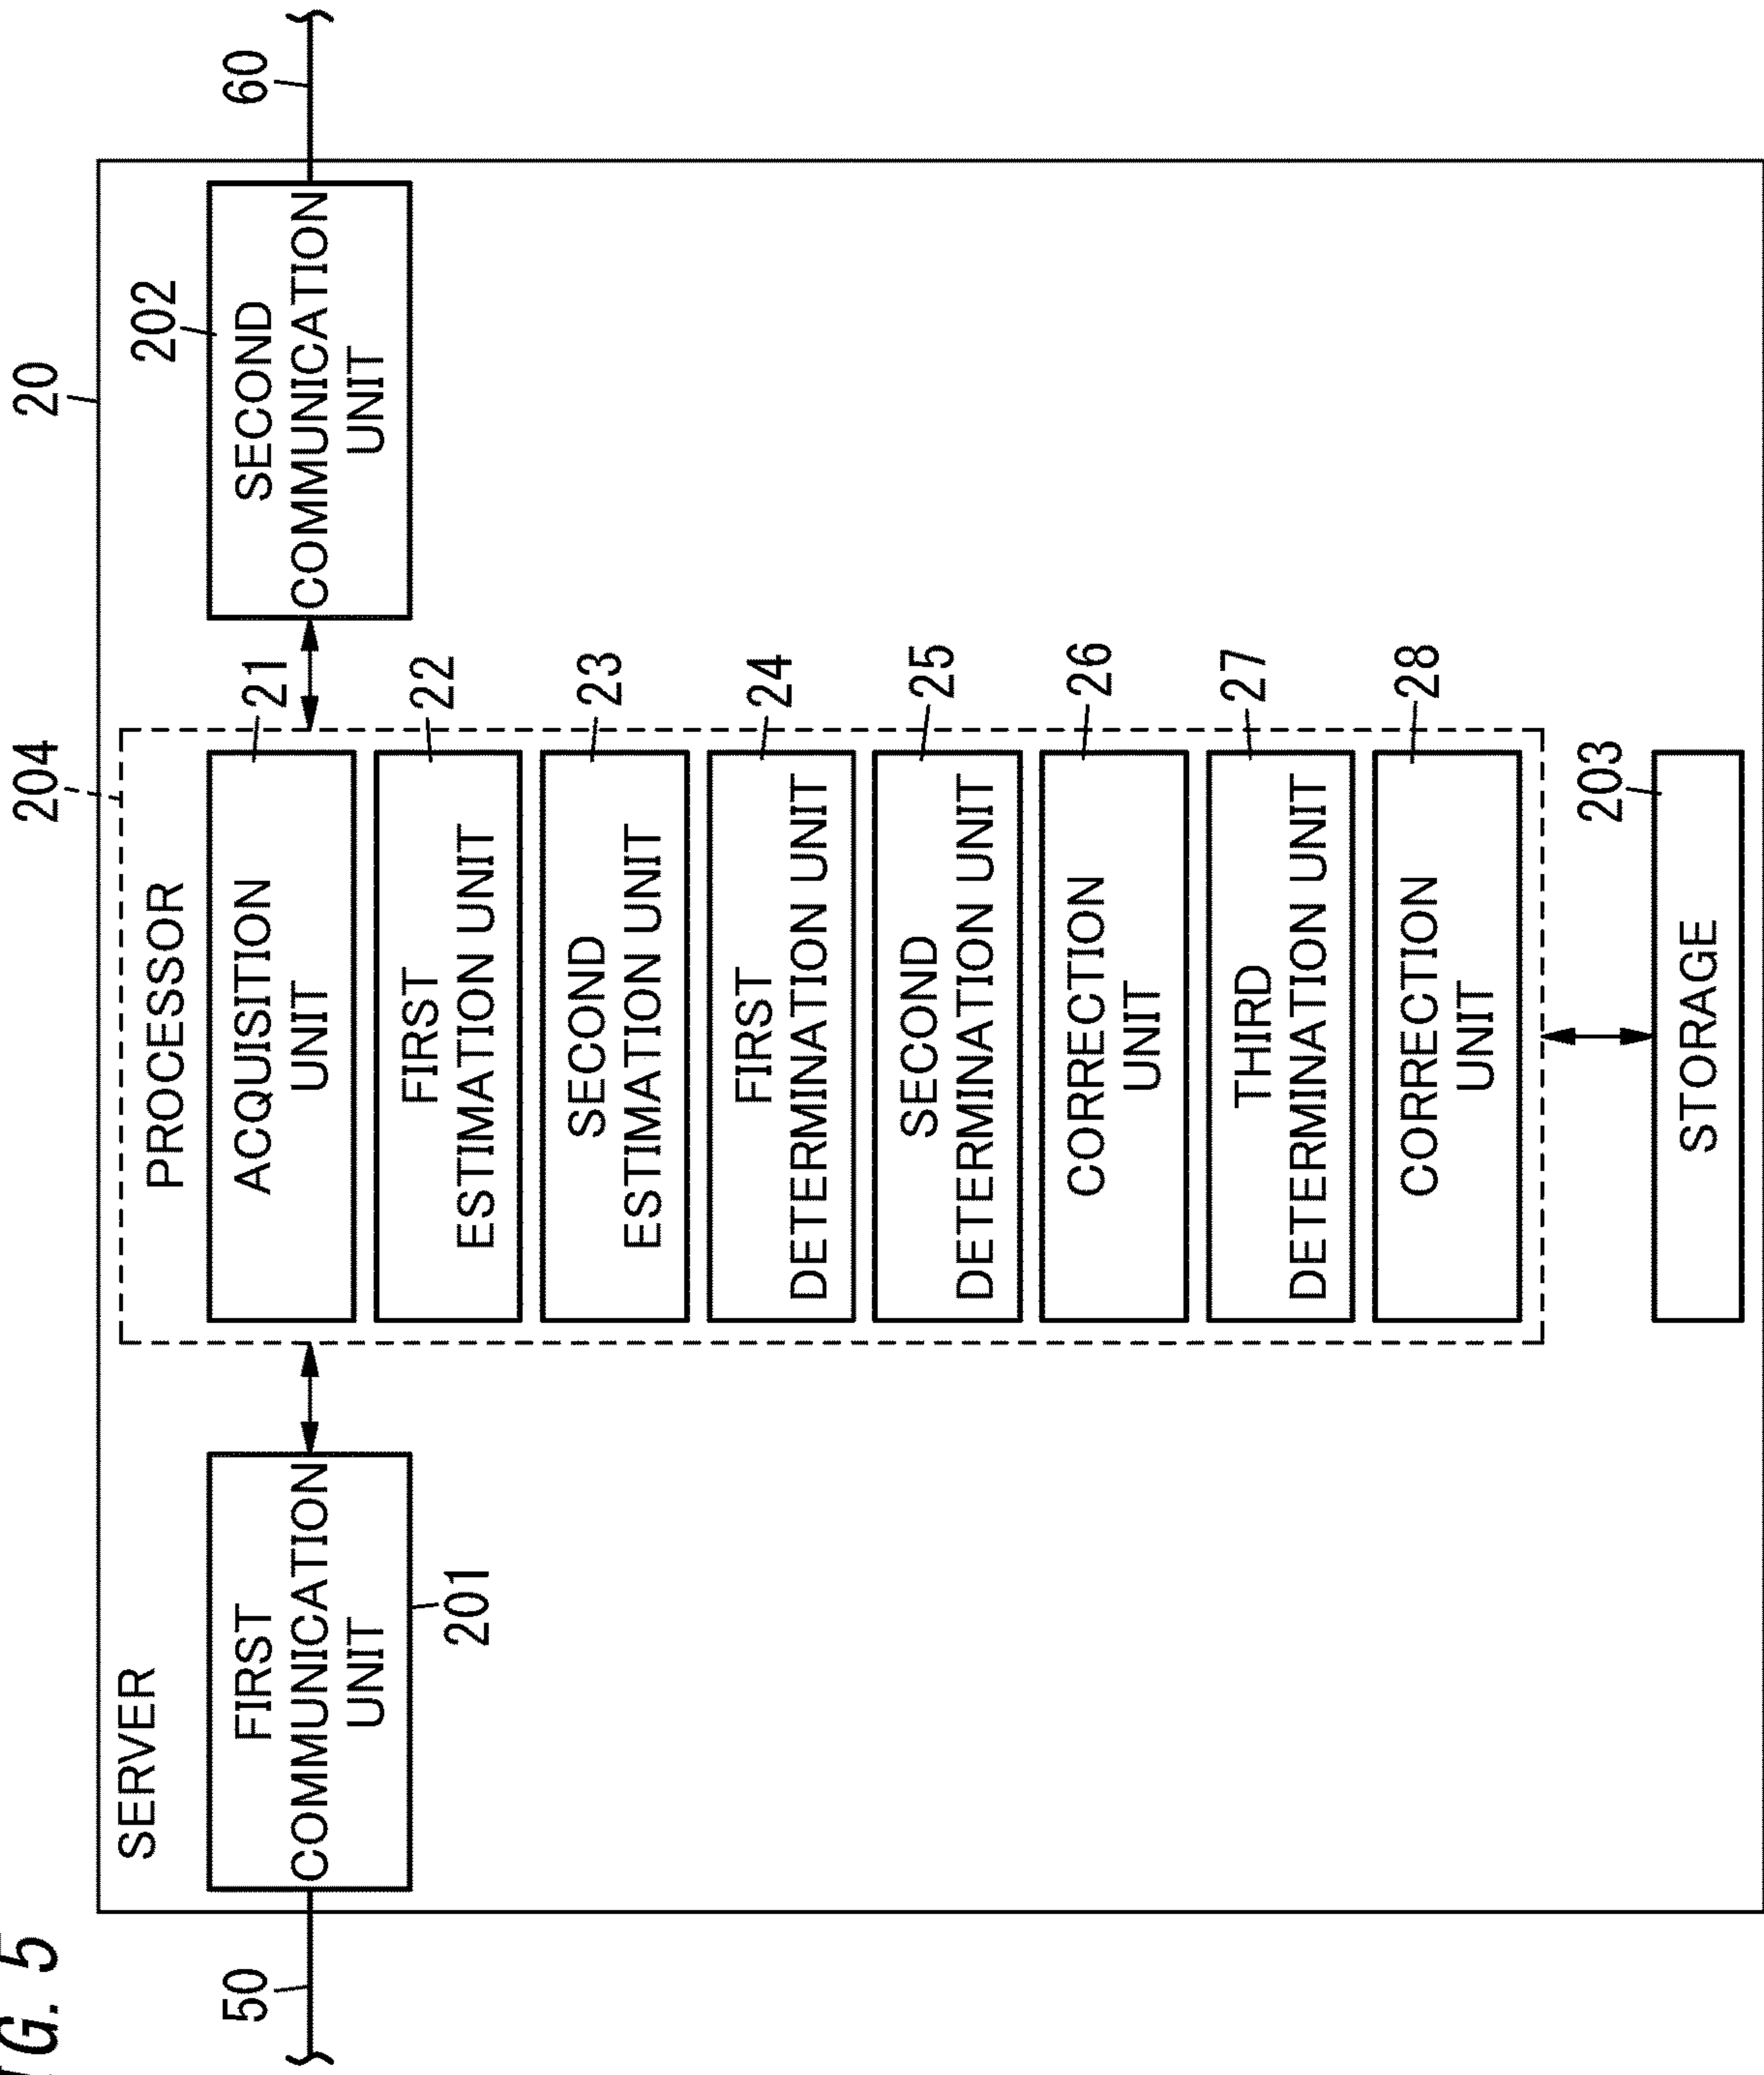 FIG. 5
20
SERVER
204
PROCESSOR
202
50
FIRST
COMMUNICATION
UNIT
201
ACQUISITION
UNIT
21
SECOND
COMMUNICATION
UNIT
60
FIRST
ESTIMATION UNIT
22
SECOND
ESTIMATION UNIT
23
FIRST
DETERMINATION UNIT
24
SECOND
DETERMINATION UNIT
25
CORRECTION
UNIT
26
THIRD
DETERMINATION UNIT
27
CORRECTION
UNIT
28
203
STORAGE